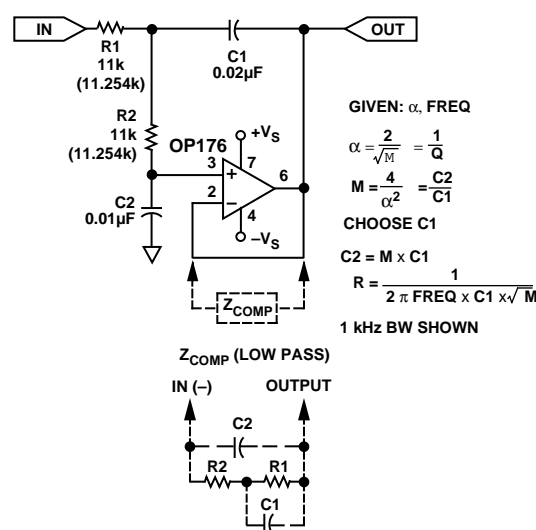 IN
R1
11k
(11.254k)
C1
0.02µF
OUT
R2
11k
(11.254k)
OP176
+VS
3
7
+
6
2
−
4
−VS
C2
0.01µF
ZCOMP
GIVEN: α, FREQ
α = 2/√M = 1/Q
M = 4/α² = C2/C1
CHOOSE C1
C2 = M x C1
R = 1/(2 π FREQ x C1 x √M)
1 kHz BW SHOWN
ZCOMP (LOW PASS)
IN (–)
OUTPUT
C2
R2
R1
C1